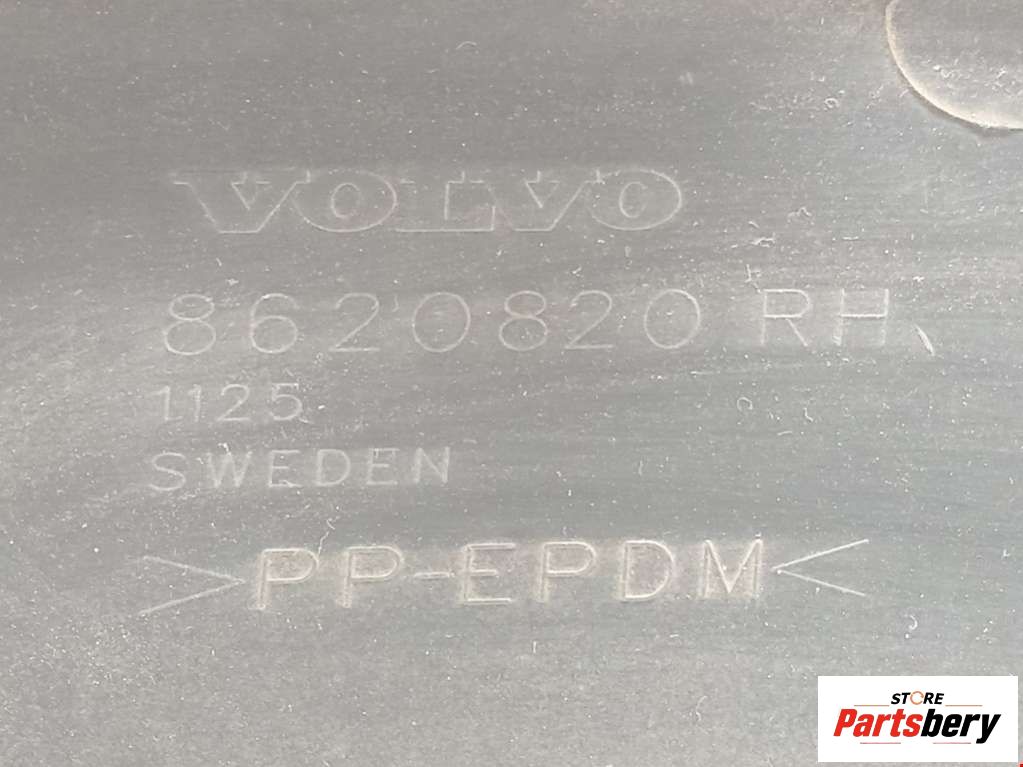 VOLVO
8620820 RH
1125
SWEDEN
>PP-EPDM<
STORE
Partsbery